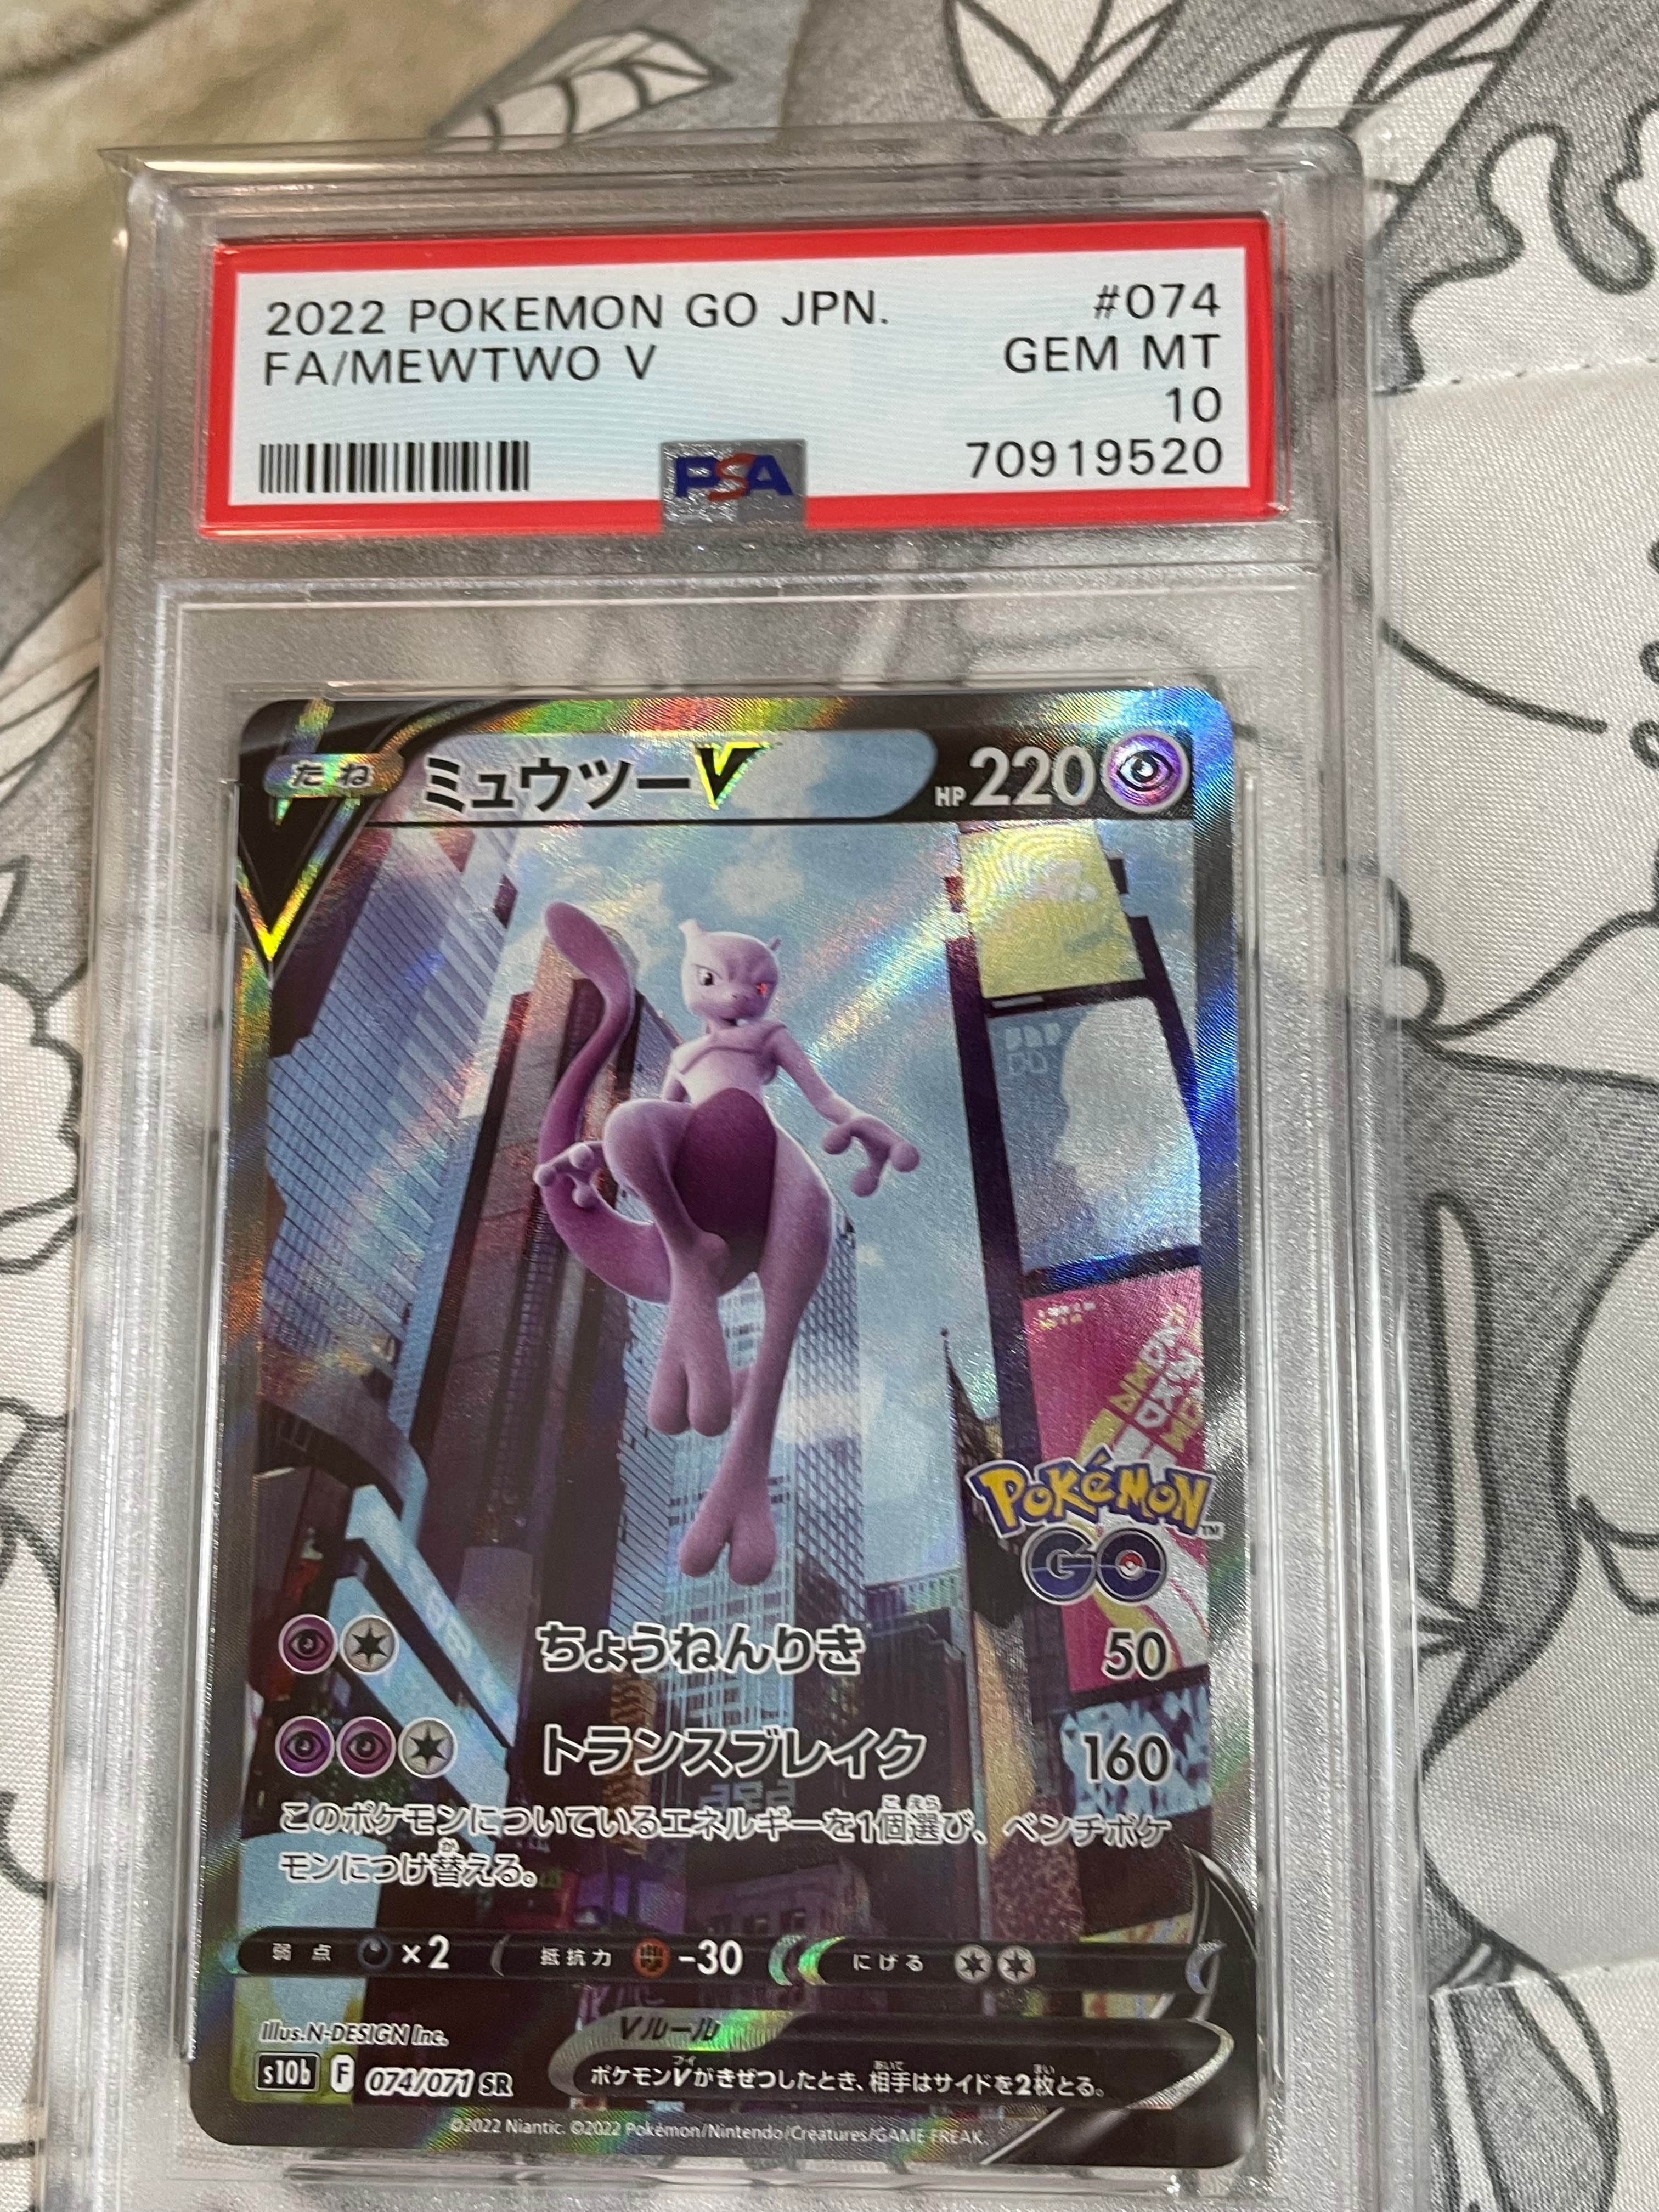 2022 POKEMON GO JPN. #074
FA/MEWTWO V GEM MT
10
PSA 70919520
たね ミュウツーV HP 220
Pokémon™
GO
ちょうねんりき 50
トランスブレイク 160
このポケモンについているエネルギーを1個選び、ベンチポケ
モンにつけ替える。
弱点 ×2 抵抗力 -30 にげる
Illus.N-DESIGN Inc. Vルール
s10b F 074/071 SR ポケモンVがきぜつしたとき、相手はサイドを2枚とる。
©2022 Niantic. ©2022 Pokémon/Nintendo/Creatures/GAME FREAK.